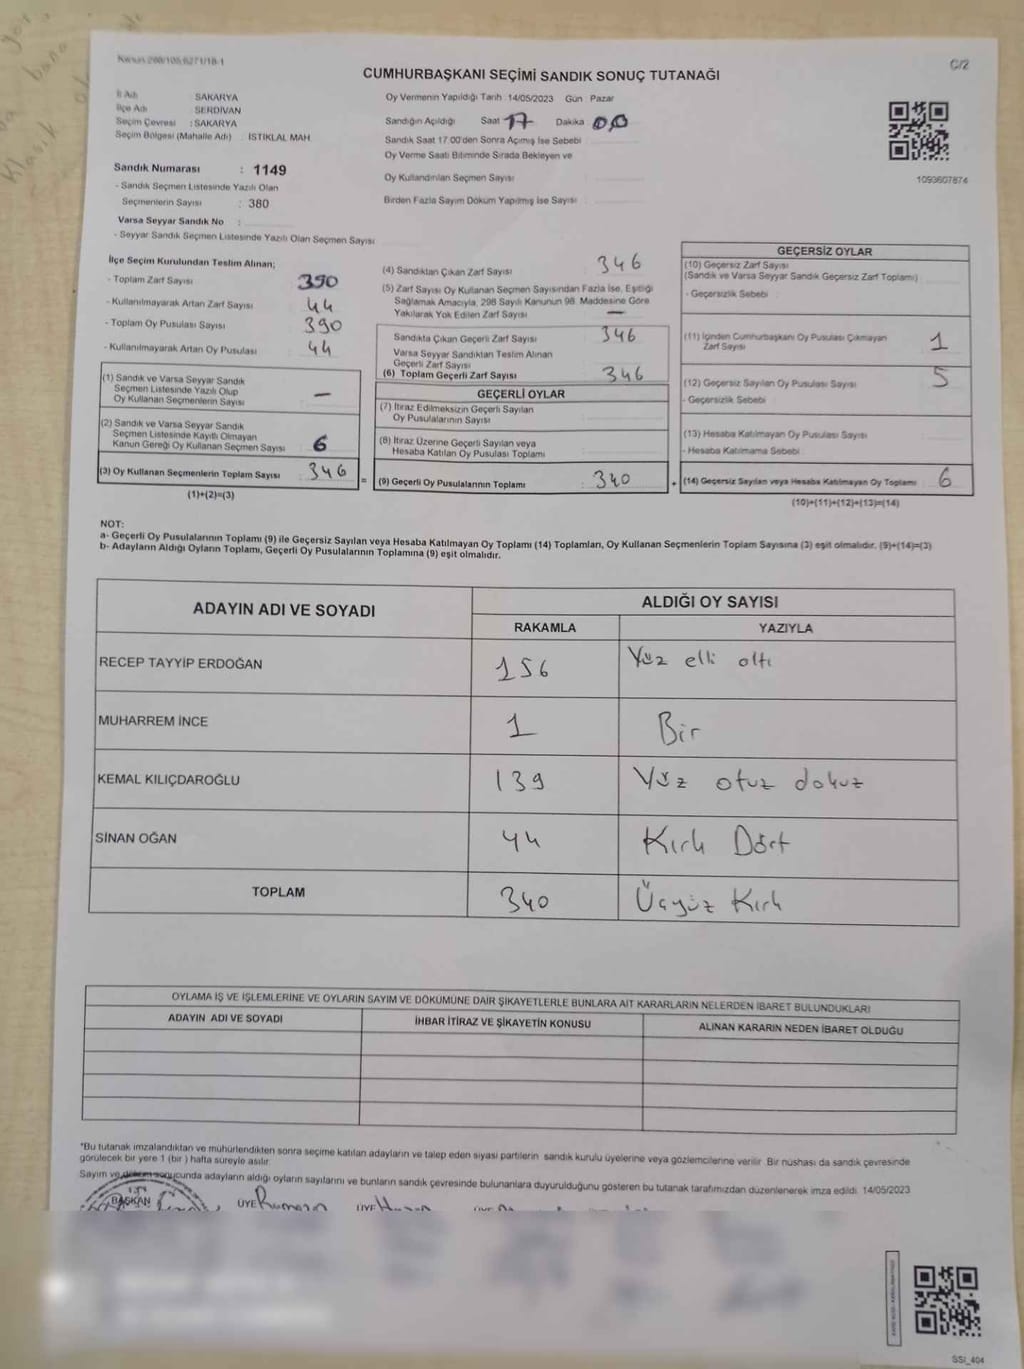 C/2
CUMHURBAŞKANI SEÇİMİ SANDIK SONUÇ TUTANAĞI
İl Adı : SAKARYA
İlçe Adı : SERDİVAN
Seçim Çevresi : SAKARYA
Seçim Bölgesi (Mahalle Adı) : İSTİKLAL MAH.
Sandık Numarası : 1149
- Sandık Seçmen Listesinde Yazılı Olan
Seçmenlerin Sayısı : 380
Varsa Seyyar Sandık No :
- Seyyar Sandık Seçmen Listesinde Yazılı Olan Seçmen Sayısı
Oy Vermenin Yapıldığı Tarih 14/05/2023 Gün Pazar
Sandığın Açıldığı Saat 17 Dakika 00
Sandık Saat 17.00'den Sonra Açılmış İse Sebebi
Oy Verme Saati Bitiminde Sırada Bekleyen ve
Oy Kullandırılan Seçmen Sayısı
Birden Fazla Sayım Döküm Yapılmış İse Sayısı
1093607874
İlçe Seçim Kurulundan Teslim Alınan;
- Toplam Zarf Sayısı 390
- Kullanılmayarak Artan Zarf Sayısı 44
- Toplam Oy Pusulası Sayısı 390
- Kullanılmayarak Artan Oy Pusulası 44
(1) Sandık ve Varsa Seyyar Sandık
Seçmen Listesinde Yazılı Olup
Oy Kullanan Seçmenlerin Sayısı —
(2) Sandık ve Varsa Seyyar Sandık
Seçmen Listesinde Kayıtlı Olmayan
Kanun Gereği Oy Kullanan Seçmen Sayısı 6
(3) Oy Kullanan Seçmenlerin Toplam Sayısı 346
(1)+(2)=(3)
(4) Sandıktan Çıkan Zarf Sayısı 346
(5) Zarf Sayısı Oy Kullanan Seçmen Sayısından Fazla İse, Eşitliği
Sağlamak Amacıyla, 298 Sayılı Kanunun 98. Maddesine Göre
Yakılarak Yok Edilen Zarf Sayısı —
Sandıkta Çıkan Geçerli Zarf Sayısı 346
Varsa Seyyar Sandıktan Teslim Alınan
Geçerli Zarf Sayısı
(6) Toplam Geçerli Zarf Sayısı 346
GEÇERLİ OYLAR
(7) İtiraz Edilmeksizin Geçerli Sayılan
Oy Pusulalarının Sayısı
(8) İtiraz Üzerine Geçerli Sayılan veya
Hesaba Katılan Oy Pusulası Toplamı
= (9) Geçerli Oy Pusulalarının Toplamı : 340
GEÇERSİZ OYLAR
(10) Geçersiz Zarf Sayısı
(Sandık ve Varsa Seyyar Sandık Geçersiz Zarf Toplamı)
- Geçersizlik Sebebi
(11) İçinden Cumhurbaşkanı Oy Pusulası Çıkmayan
Zarf Sayısı 1
(12) Geçersiz Sayılan Oy Pusulası Sayısı 5
- Geçersizlik Sebebi
(13) Hesaba Katılmayan Oy Pusulası Sayısı
- Hesaba Katılmama Sebebi
+ (14) Geçersiz Sayılan veya Hesaba Katılmayan Oy Toplamı 6
(10)+(11)+(12)+(13)=(14)
NOT:
a- Geçerli Oy Pusulalarının Toplamı (9) ile Geçersiz Sayılan veya Hesaba Katılmayan Oy Toplamı (14) Toplamları, Oy Kullanan Seçmenlerin Toplam Sayısına (3) eşit olmalıdır. (9)+(14)=(3)
b- Adayların Aldığı Oyların Toplamı, Geçerli Oy Pusulalarının Toplamına (9) eşit olmalıdır.
ADAYIN ADI VE SOYADI
ALDIĞI OY SAYISI
RAKAMLA YAZIYLA
RECEP TAYYİP ERDOĞAN 156 Yüz elli altı
MUHARREM İNCE 1 Bir
KEMAL KILIÇDAROĞLU 139 Yüz otuz dokuz
SİNAN OĞAN 44 Kırk Dört
TOPLAM 340 Üçyüz Kırk
OYLAMA İŞ VE İŞLEMLERİNE VE OYLARIN SAYIM VE DÖKÜMÜNE DAİR ŞİKAYETLERLE BUNLARA AİT KARARLARIN NELERDEN İBARET BULUNDUKLARI
ADAYIN ADI VE SOYADI İHBAR İTİRAZ VE ŞİKAYETİN KONUSU ALINAN KARARIN NEDEN İBARET OLDUĞU
*Bu tutanak imzalandıktan ve mühürlendikten sonra seçime katılan adayların ve talep eden siyasi partilerin sandık kurulu üyelerine veya gözlemcilerine verilir. Bir nüshası da sandık çevresinde
görülecek bir yere 1 (bir) hafta süreyle asılır.
Sayım ve döküm sonucunda adayların aldığı oyların sayılarını ve bunların sandık çevresinde bulunanlara duyurulduğunu gösteren bu tutanak tarafımızdan düzenlenerek imza edildi. 14/05/2023
BAŞKAN ÜYE ÜYE ÜYE
SSİ_404